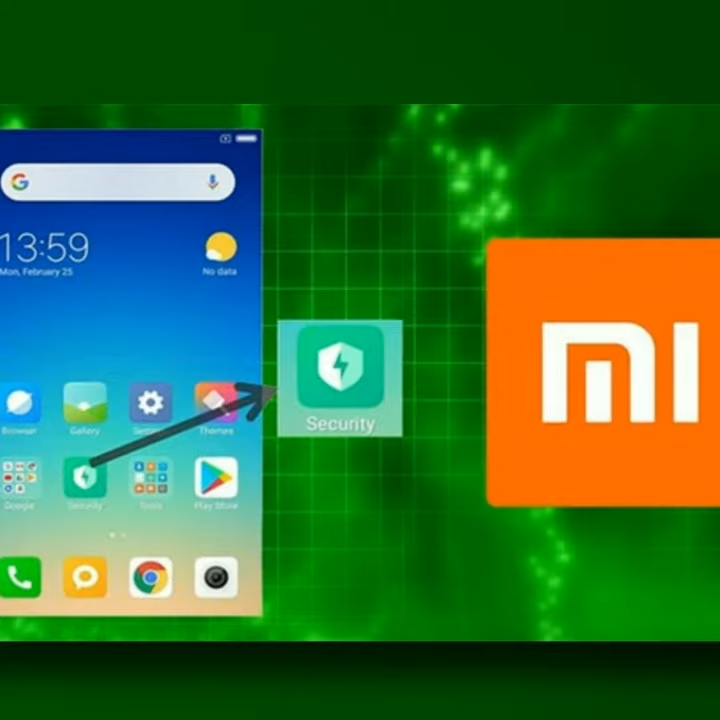 13:59
Mon, February 25
No data
Browser
Gallery
Settings
Themes
Google
Security
Tools
Play Store
Security
MI